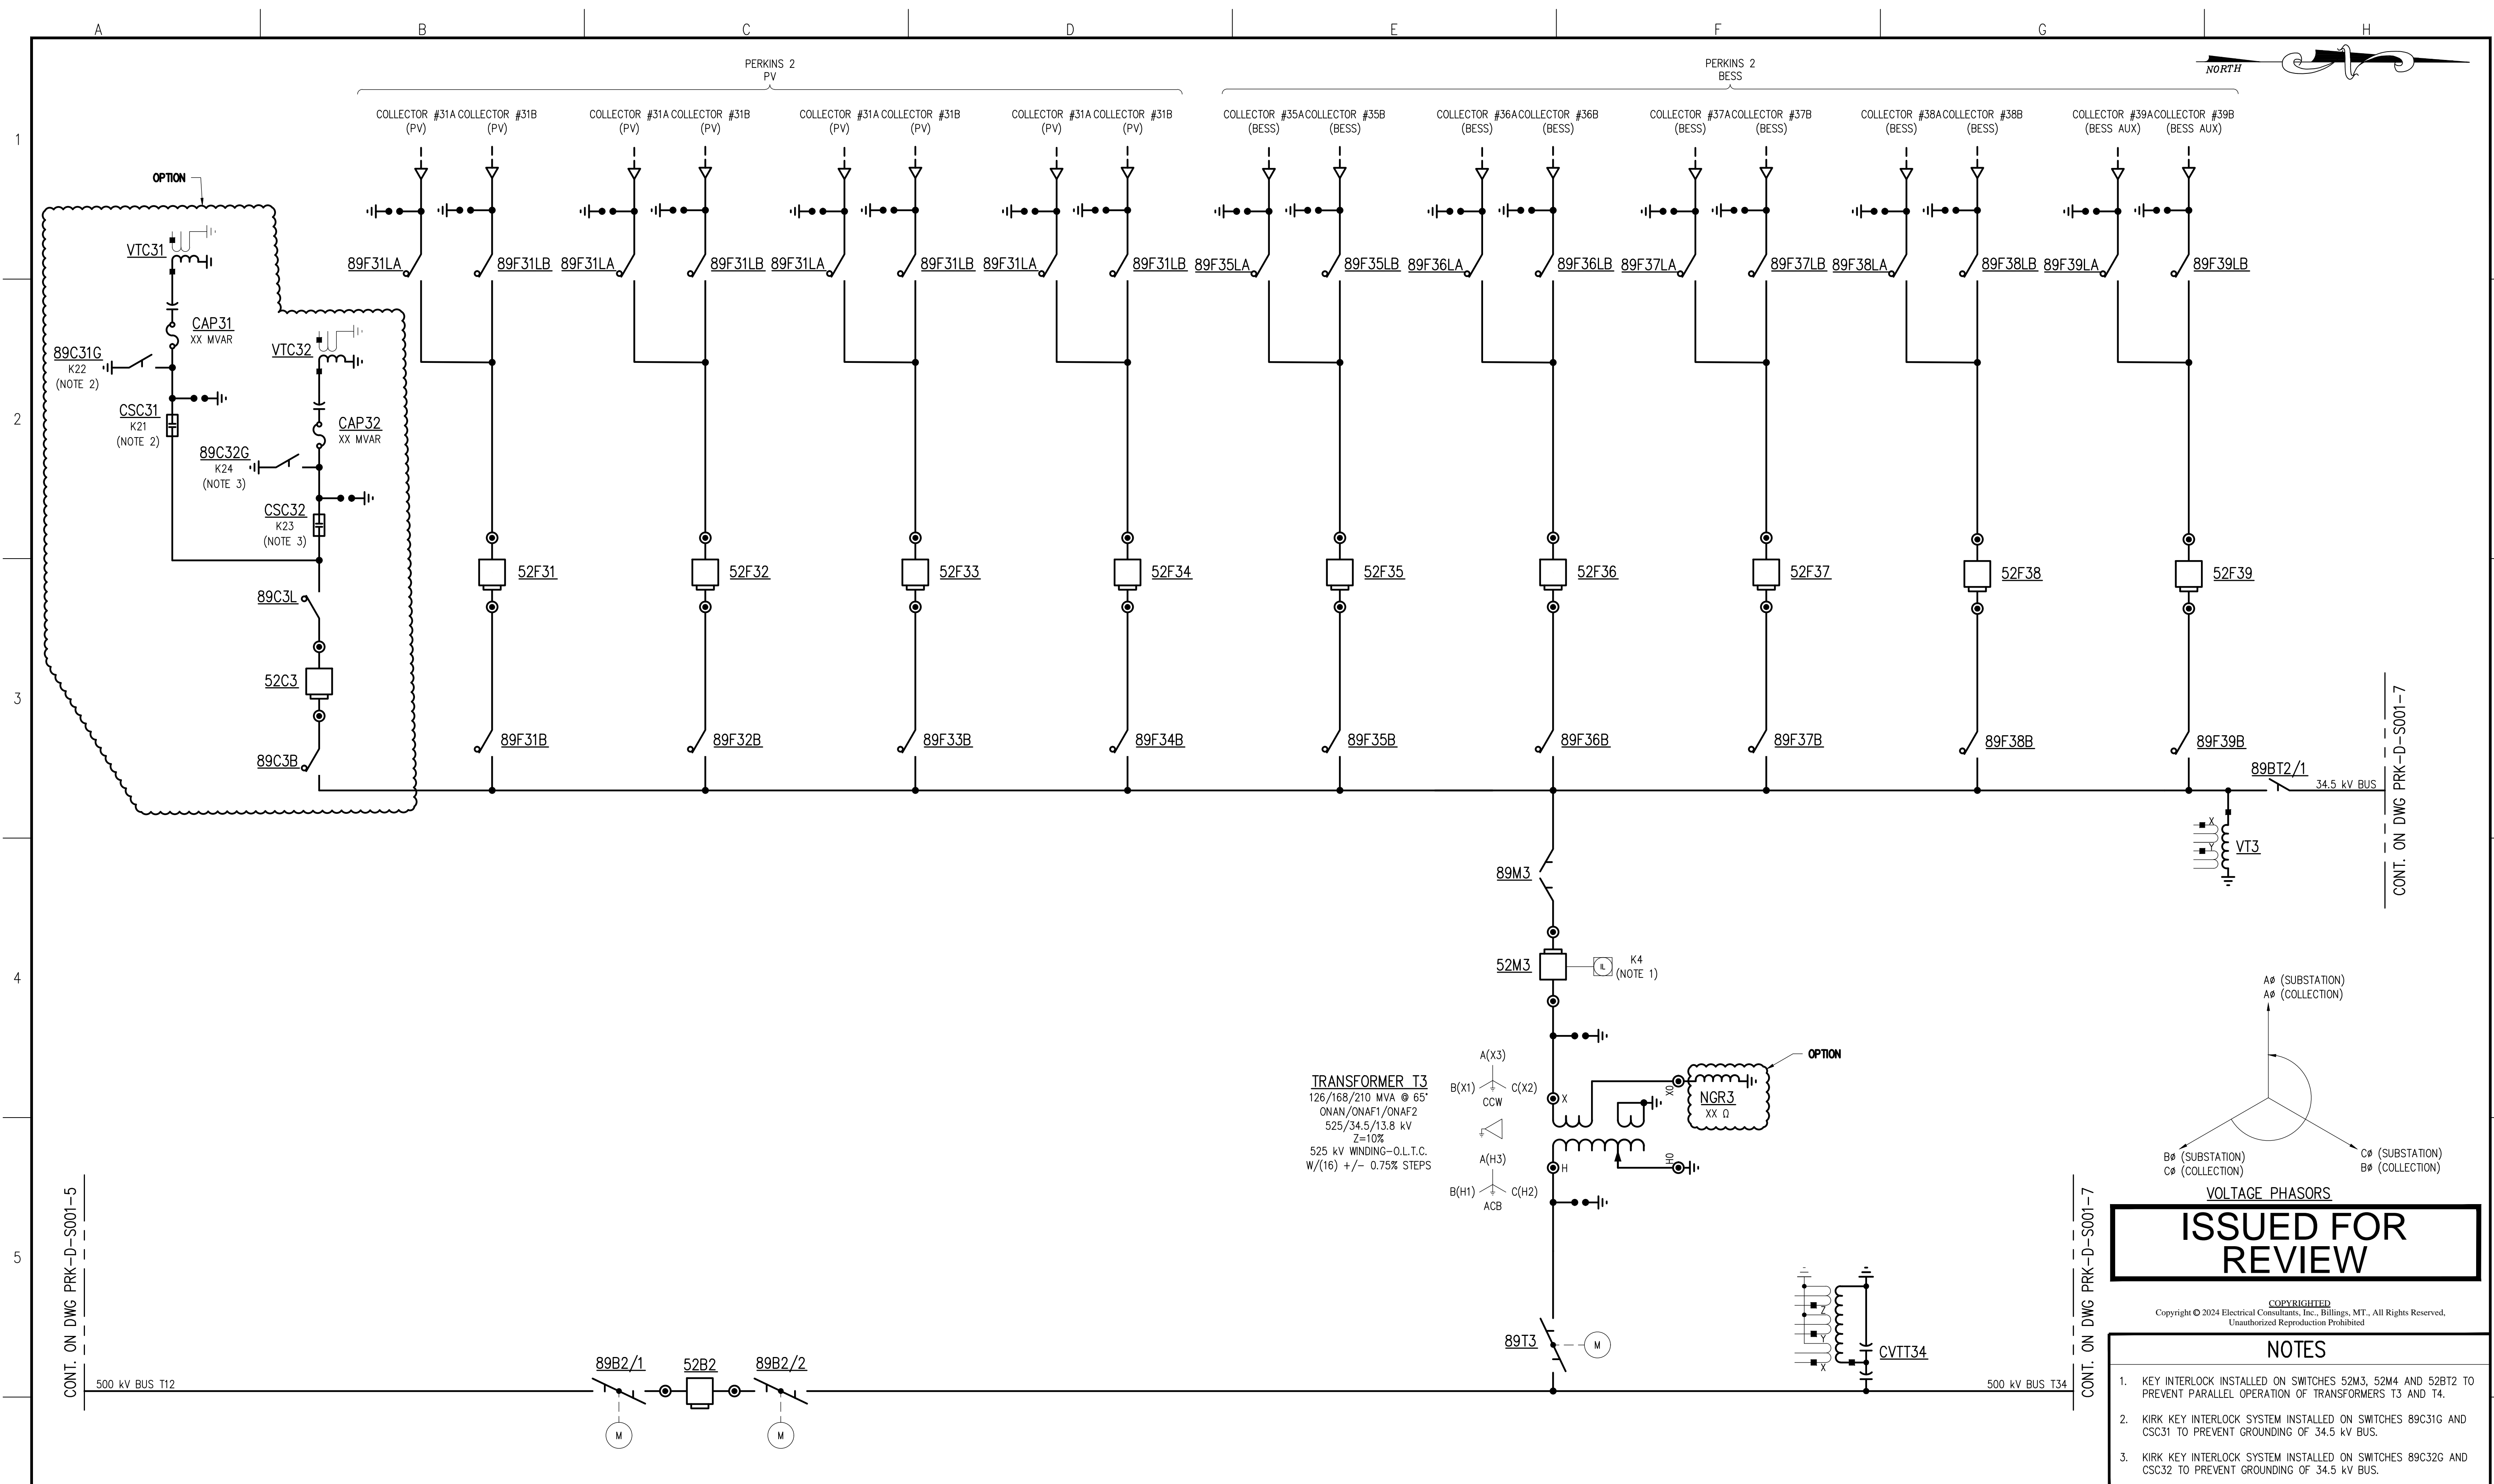 A B C D E F G H
NORTH
PERKINS 2
PV
PERKINS 2
BESS
COLLECTOR #31A COLLECTOR #31B
(PV) (PV)
COLLECTOR #31A COLLECTOR #31B
(PV) (PV)
COLLECTOR #31A COLLECTOR #31B
(PV) (PV)
COLLECTOR #31A COLLECTOR #31B
(PV) (PV)
COLLECTOR #35A COLLECTOR #35B
(BESS) (BESS)
COLLECTOR #36A COLLECTOR #36B
(BESS) (BESS)
COLLECTOR #37A COLLECTOR #37B
(BESS) (BESS)
COLLECTOR #38A COLLECTOR #38B
(BESS) (BESS)
COLLECTOR #39A COLLECTOR #39B
(BESS AUX) (BESS AUX)
1
OPTION
VTC31
89F31LA 89F31LB 89F31LA 89F31LB 89F31LA 89F31LB 89F31LA 89F31LB 89F35LA 89F35LB 89F36LA 89F36LB 89F37LA 89F37LB 89F38LA 89F38LB 89F39LA 89F39LB
CAP31
XX MVAR
89C31G
K22
(NOTE 2)
VTC32
2
CSC31
K21
(NOTE 2)
CAP32
XX MVAR
89C32G
K24
(NOTE 3)
CSC32
K23
(NOTE 3)
52F31 52F32 52F33 52F34 52F35 52F36 52F37 52F38 52F39
89C3L
52C3
3
89C3B
89F31B 89F32B 89F33B 89F34B 89F35B 89F36B 89F37B 89F38B 89F39B
89BT2/1
34.5 kV BUS
CONT. ON DWG PRK-D-S001-7
X
Y
VT3
89M3
4
52M3
IL
K4
(NOTE 1)
AØ (SUBSTATION)
AØ (COLLECTION)
BØ (SUBSTATION)
CØ (COLLECTION)
CØ (SUBSTATION)
BØ (COLLECTION)
VOLTAGE PHASORS
TRANSFORMER T3
126/168/210 MVA @ 65°
ONAN/ONAF1/ONAF2
525/34.5/13.8 kV
Z=10%
525 kV WINDING-O.L.T.C.
W/(16) +/- 0.75% STEPS
A(X3)
B(X1) C(X2)
CCW
A(H3)
B(H1) C(H2)
ACB
X
X0
OPTION
NGR3
XX Ω
H
H0
5
CONT. ON DWG PRK-D-S001-5
500 kV BUS T12
89B2/1
M
52B2
89B2/2
M
89T3
M
Z
Y
X
CVTT34
500 kV BUS T34
CONT. ON DWG PRK-D-S001-7
ISSUED FOR
REVIEW
COPYRIGHTED
Copyright © 2024 Electrical Consultants, Inc., Billings, MT., All Rights Reserved,
Unauthorized Reproduction Prohibited
NOTES
1. KEY INTERLOCK INSTALLED ON SWITCHES 52M3, 52M4 AND 52BT2 TO
PREVENT PARALLEL OPERATION OF TRANSFORMERS T3 AND T4.
2. KIRK KEY INTERLOCK SYSTEM INSTALLED ON SWITCHES 89C31G AND
CSC31 TO PREVENT GROUNDING OF 34.5 kV BUS.
3. KIRK KEY INTERLOCK SYSTEM INSTALLED ON SWITCHES 89C32G AND
CSC32 TO PREVENT GROUNDING OF 34.5 kV BUS.